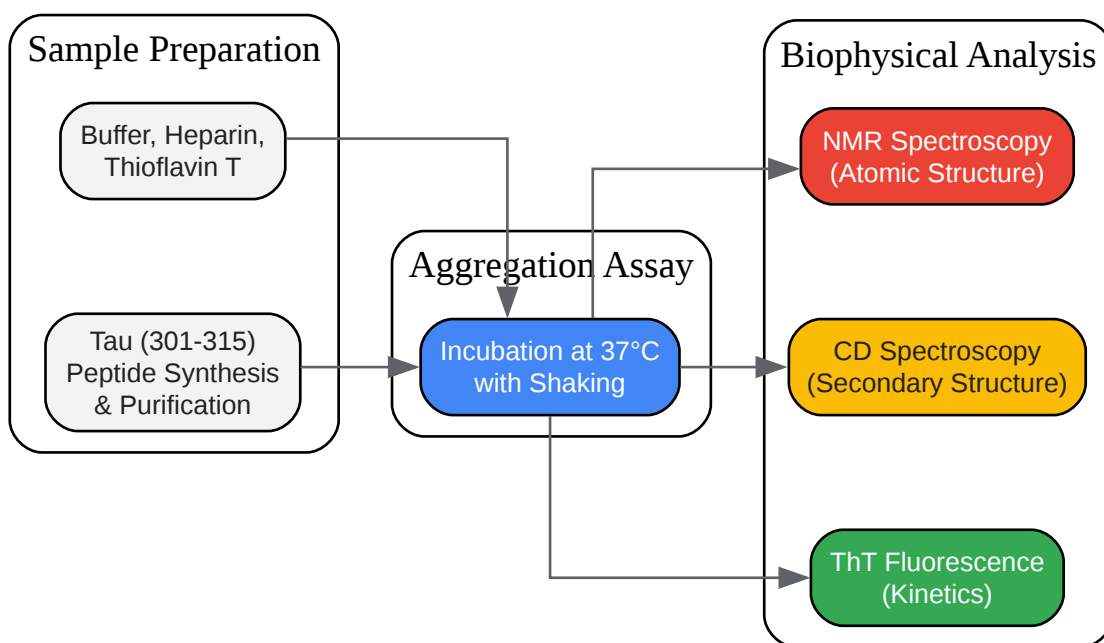 Sample Preparation
Buffer, Heparin,
Thioflavin T
Tau (301-315)
Peptide Synthesis
& Purification
Aggregation Assay
Incubation at 37°C
with Shaking
Biophysical Analysis
NMR Spectroscopy
(Atomic Structure)
CD Spectroscopy
(Secondary Structure)
ThT Fluorescence
(Kinetics)